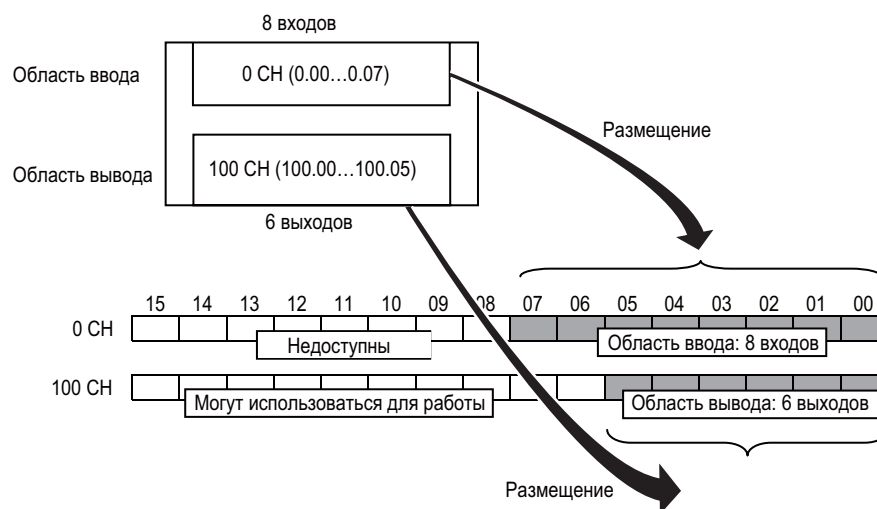 8 входов
Область ввода
0 CH (0.00…0.07)
Размещение
Область вывода
100 CH (100.00…100.05)
6 выходов
15 14 13 12 11 10 09 08 07 06 05 04 03 02 01 00
0 CH
Недоступны
Область ввода: 8 входов
100 CH
Могут использоваться для работы
Область вывода: 6 выходов
Размещение